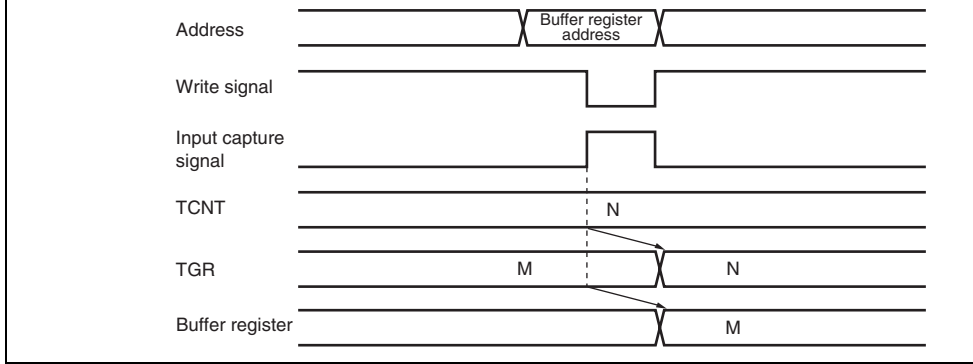 Address
Buffer register
address
Write signal
Input capture
signal
TCNT
N
TGR
M
N
Buffer register
M